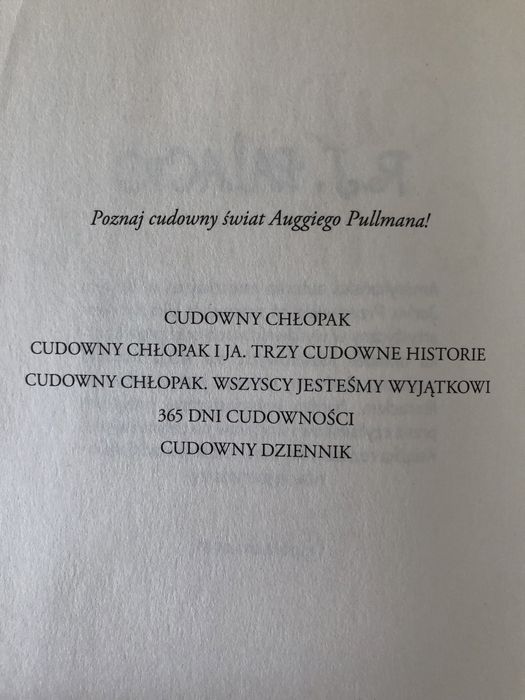 Poznaj cudowny świat Auggiego Pullmana!
CUDOWNY CHŁOPAK
CUDOWNY CHŁOPAK I JA. TRZY CUDOWNE HISTORIE
CUDOWNY CHŁOPAK. WSZYSCY JESTEŚMY WYJĄTKOWI
365 DNI CUDOWNOŚCI
CUDOWNY DZIENNIK